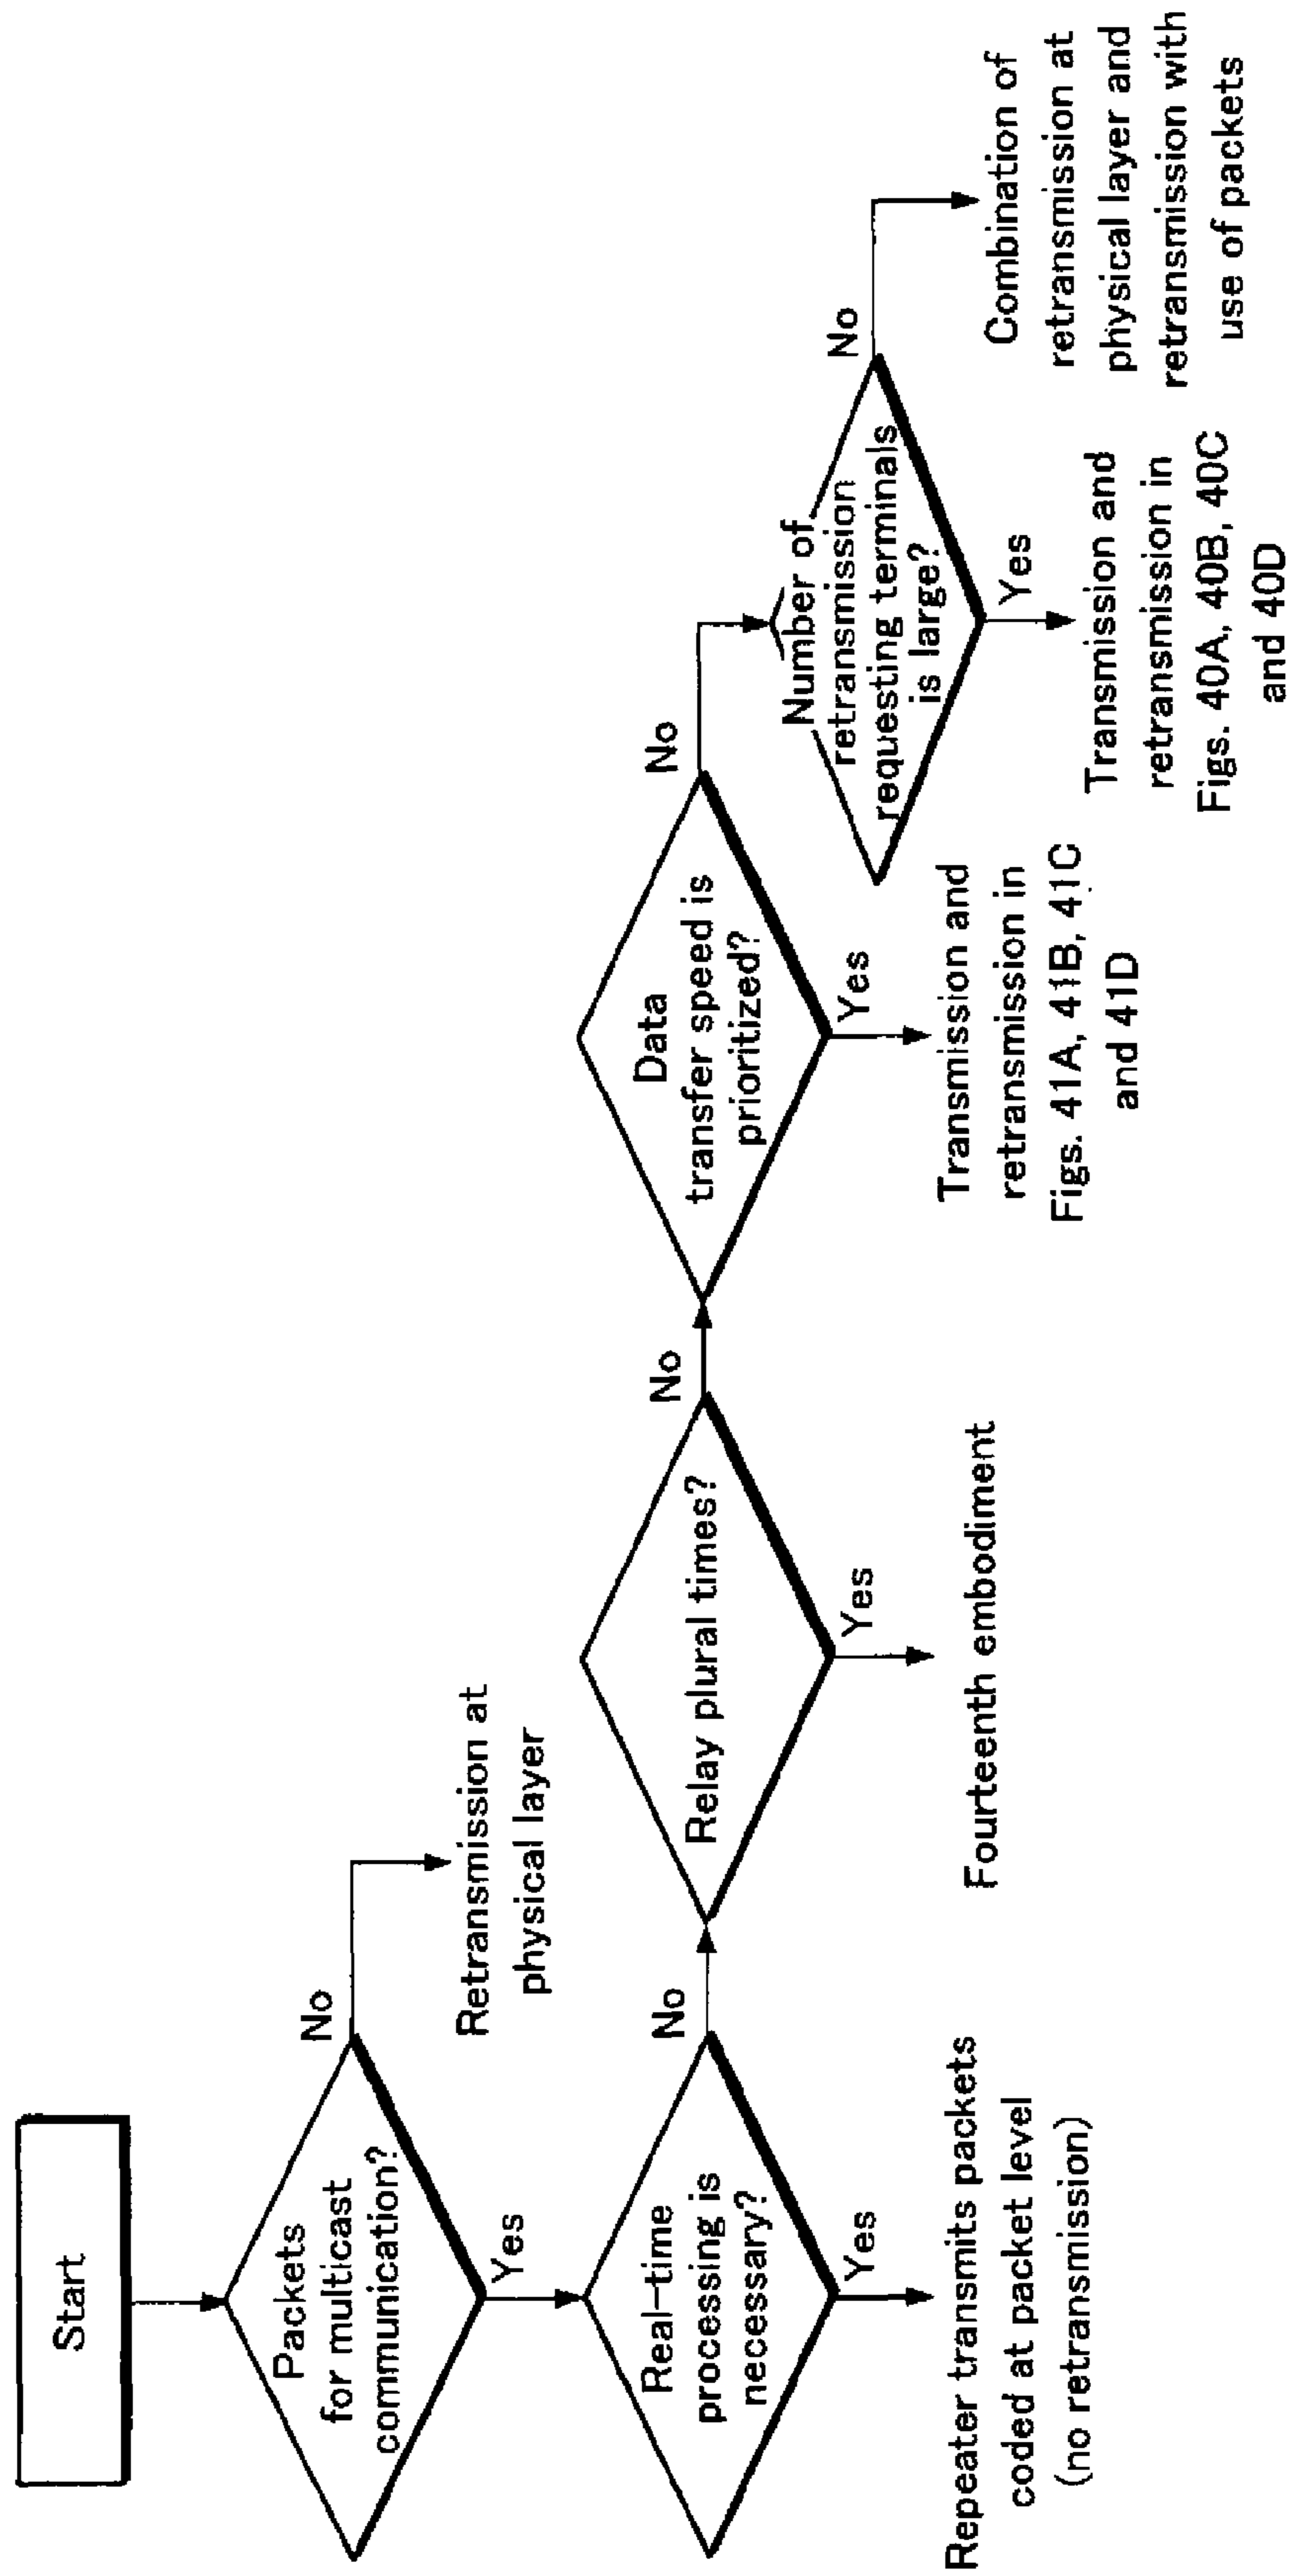 Start
Packets
for multicast
communication?
No
Retransmission at
physical layer
Yes
Real-time
processing is
necessary?
Yes
Repeater transmits packets
coded at packet level
(no retransmission)
No
Relay plural times?
Yes
Fourteenth embodiment
No
Data
transfer speed is
prioritized?
Yes
Transmission and
retransmission in
Figs. 41A, 41B, 41C
and 41D
No
Number of
retransmission
requesting terminals
is large?
Yes
Transmission and
retransmission in
Figs. 40A, 40B, 40C
and 40D
No
Combination of
retransmission at
physical layer and
retransmission with
use of packets